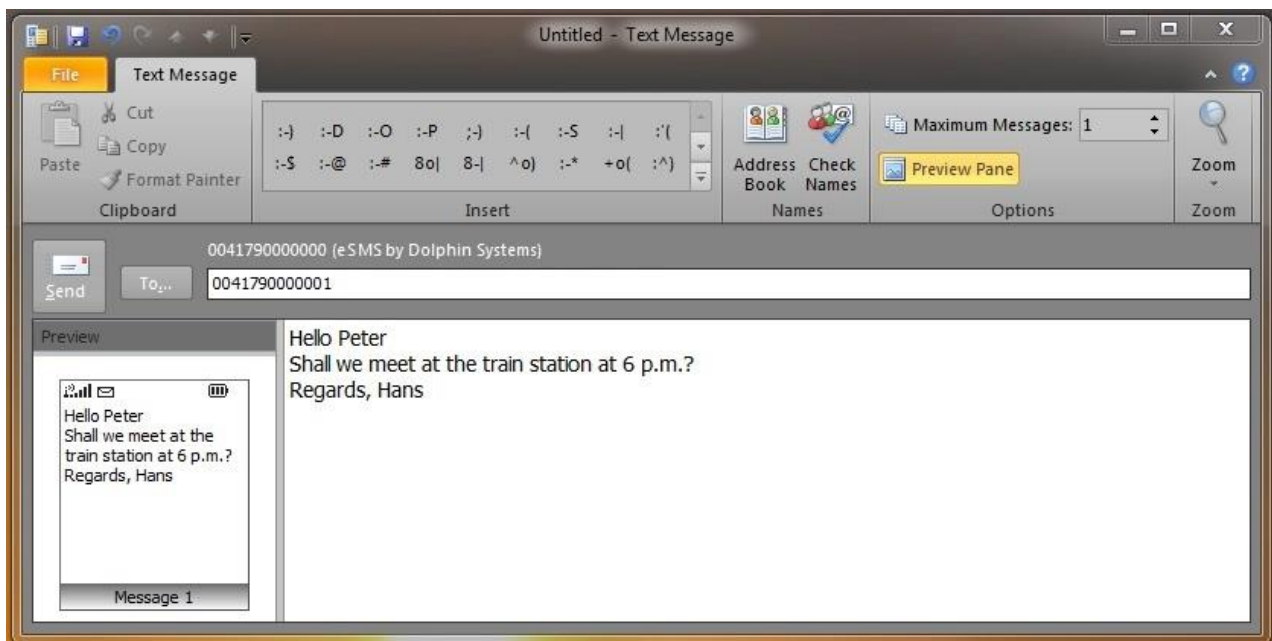 Untitled - Text Message
File
Text Message
Paste
Cut
Copy
Format Painter
Clipboard
:-) :-D :-O :-P ;-) :-( :-S :-| :'(
:-$ :-@ :-# 8o| 8-| ^o) :-* +o( :^)
Insert
Address Book
Check Names
Names
Maximum Messages: 1
Preview Pane
Options
Zoom
Zoom
Send
To...
0041790000000 (eSMS by Dolphin Systems)
0041790000001
Preview
Hello Peter
Shall we meet at the
train station at 6 p.m.?
Regards, Hans
Message 1
Hello Peter
Shall we meet at the train station at 6 p.m.?
Regards, Hans